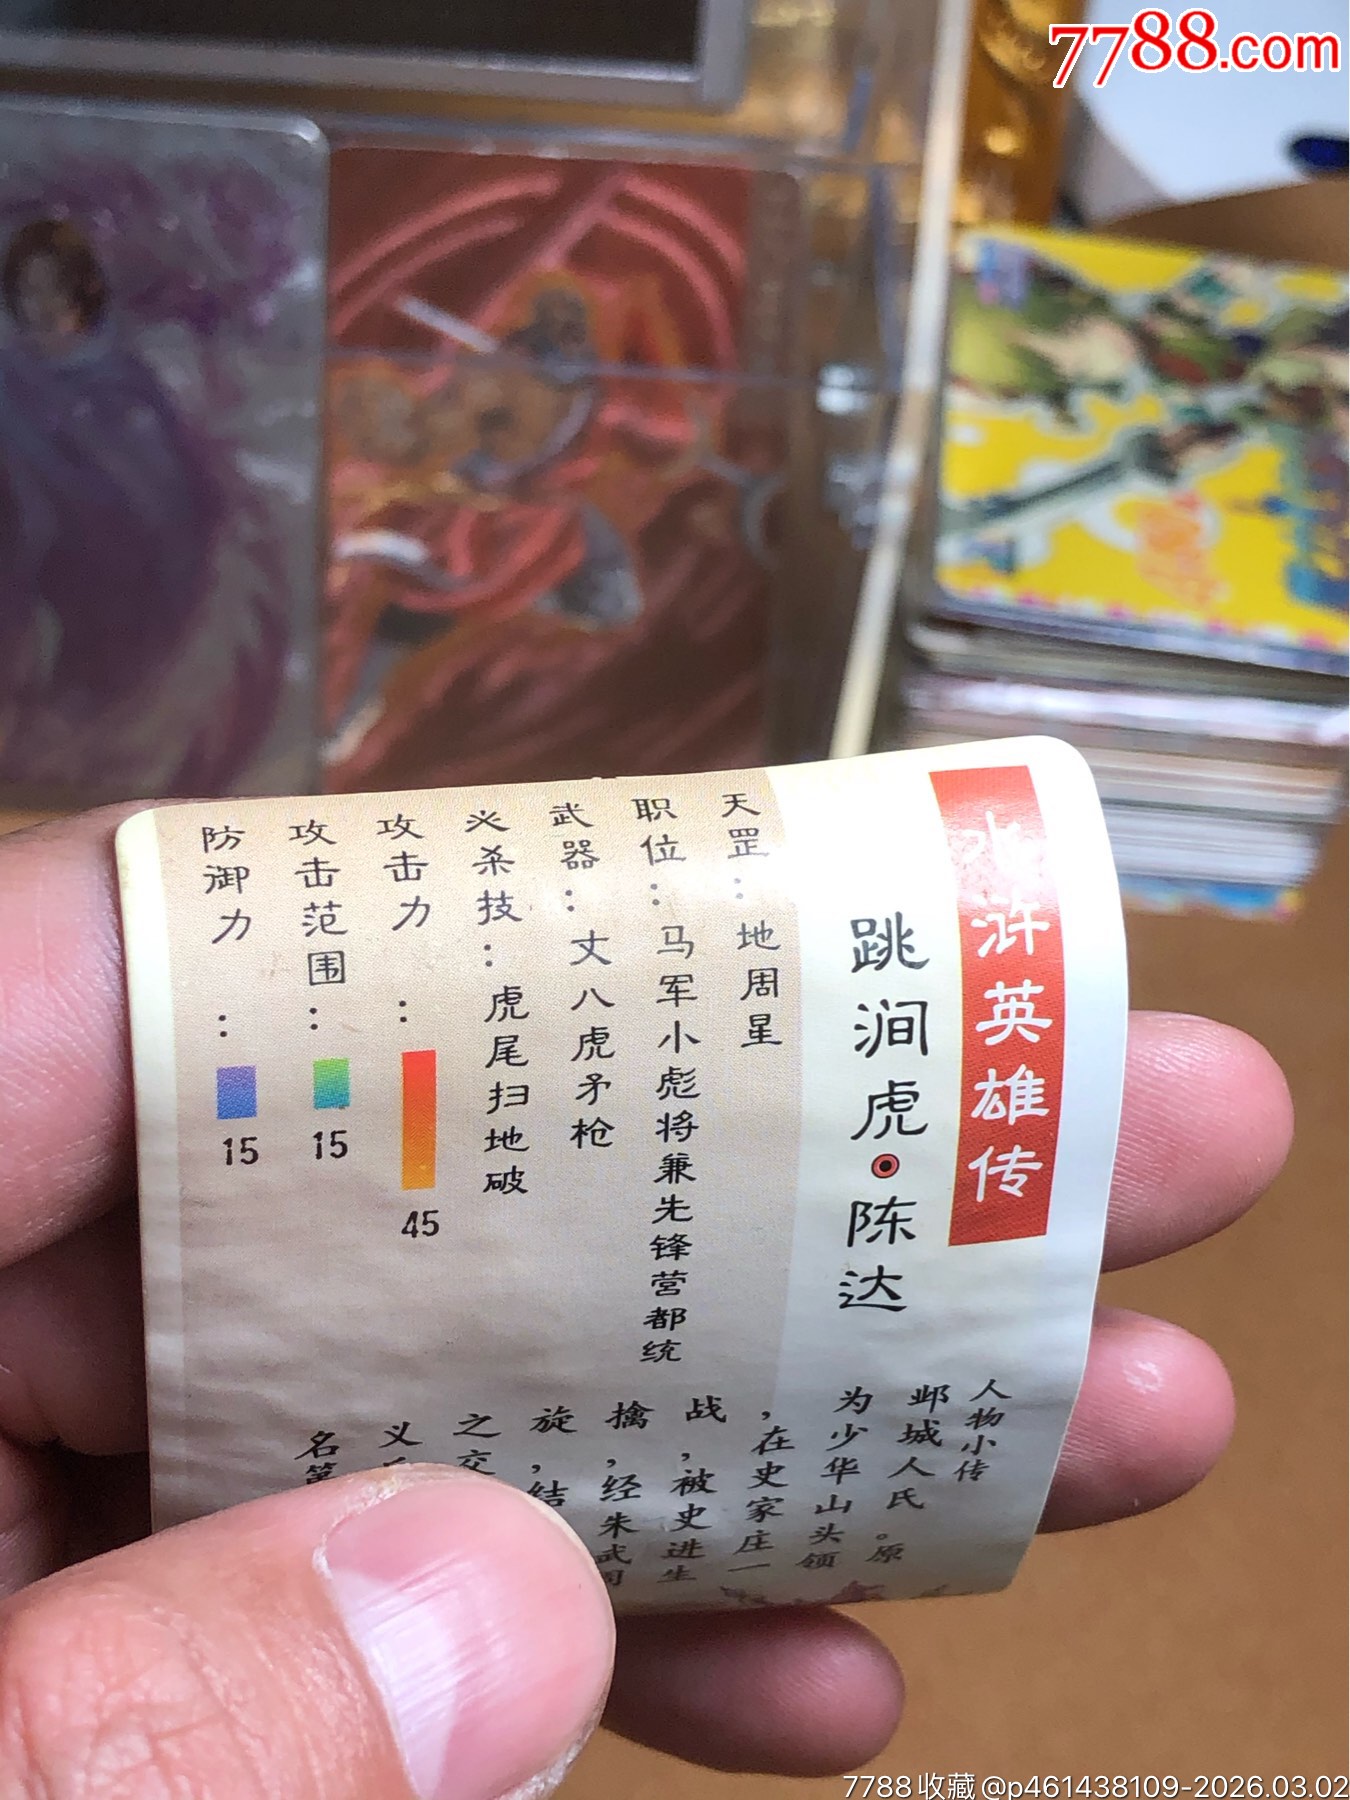 7788.com
水浒英雄传
跳涧虎·陈达
天罡：地周星
职位：马军小彪将兼先锋营都统
武器：丈八虎矛枪
必杀技：虎尾扫地破
攻击力：45
攻击范围：15
防御力：15
人物小传
邺城人氏。原
为少华山头领
，在史家庄一
战，被史进生
擒，经朱武
旋，结
之交
义
名
7788收藏@p461438109-2026.03.02